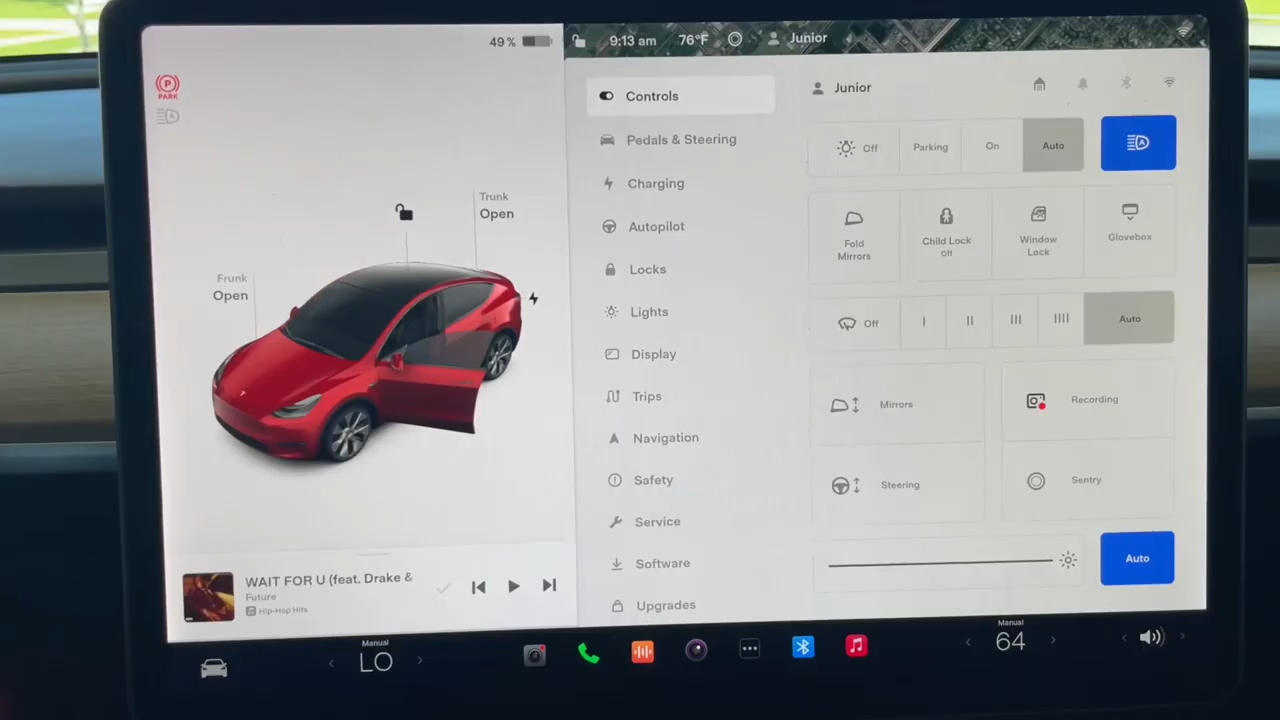 49 %
9:13 am
76°F
Junior
P
PARK
A
Trunk
Open
Frunk
Open
WAIT FOR U (feat. Drake &
Future
Hip-Hop Hits
Controls
Pedals & Steering
Charging
Autopilot
Locks
Lights
Display
Trips
Navigation
Safety
Service
Software
Upgrades
Junior
Off
Parking
On
Auto
A
Fold
Mirrors
Child Lock
Off
Window
Lock
Glovebox
Off
I
II
III
IIII
Auto
Mirrors
Recording
Steering
Sentry
Auto
Manual
LO
Manual
64